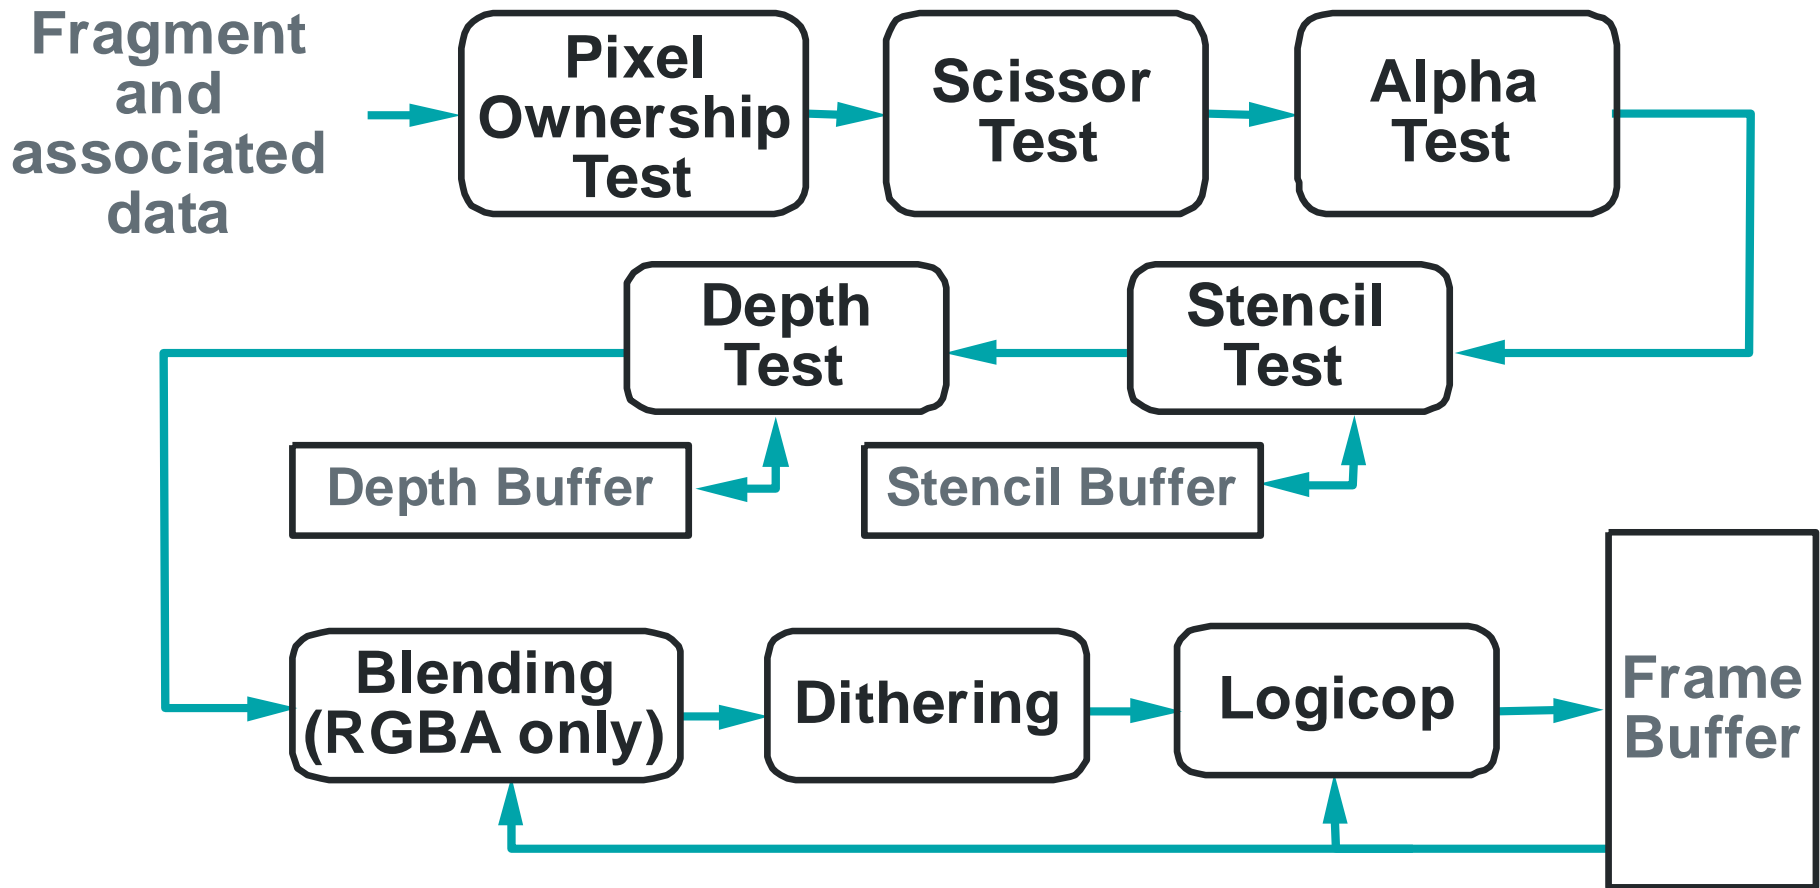 Fragment
and
associated
data
Pixel
Ownership
Test
Scissor
Test
Alpha
Test
Depth
Test
Stencil
Test
Depth Buffer
Stencil Buffer
Blending
(RGBA only)
Dithering
Logicop
Frame
Buffer